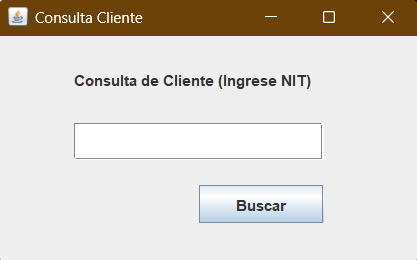 Consulta Cliente
Consulta de Cliente (Ingrese NIT)
Buscar